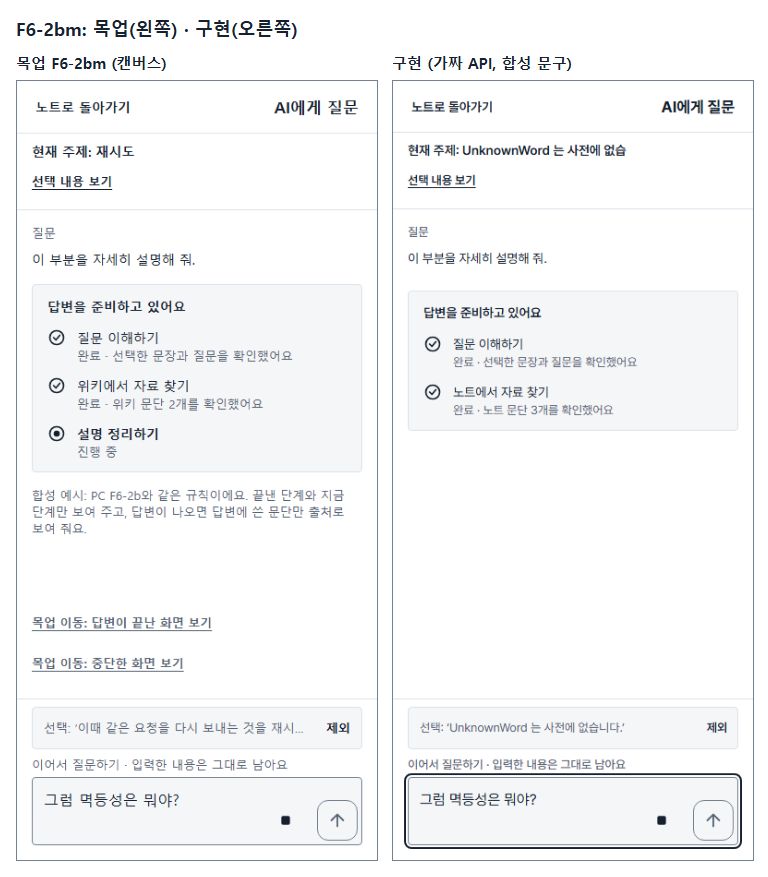 F6-2bm: 목업(왼쪽) · 구현(오른쪽)
목업 F6-2bm (캔버스)
노트로 돌아가기 AI에게 질문
현재 주제: 재시도
선택 내용 보기
질문
이 부분을 자세히 설명해 줘.
답변을 준비하고 있어요
질문 이해하기
완료 · 선택한 문장과 질문을 확인했어요
위키에서 자료 찾기
완료 · 위키 문단 2개를 확인했어요
설명 정리하기
진행 중
합성 예시: PC F6-2b와 같은 규칙이에요. 끝낸 단계와 지금
단계만 보여 주고, 답변이 나오면 답변에 쓴 문단만 출처로
보여 줘요.
목업 이동: 답변이 끝난 화면 보기
목업 이동: 중단한 화면 보기
선택: ‘이때 같은 요청을 다시 보내는 것을 재시... 제외
이어서 질문하기 · 입력한 내용은 그대로 남아요
그럼 멱등성은 뭐야?
구현 (가짜 API, 합성 문구)
노트로 돌아가기 AI에게 질문
현재 주제: UnknownWord 는 사전에 없습
선택 내용 보기
질문
이 부분을 자세히 설명해 줘.
답변을 준비하고 있어요
질문 이해하기
완료 · 선택한 문장과 질문을 확인했어요
노트에서 자료 찾기
완료 · 노트 문단 3개를 확인했어요
선택: ‘UnknownWord 는 사전에 없습니다.’ 제외
이어서 질문하기 · 입력한 내용은 그대로 남아요
그럼 멱등성은 뭐야?